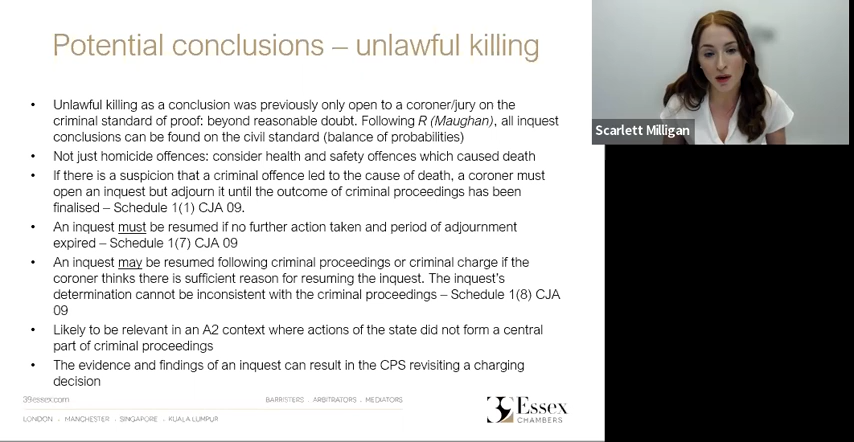 Potential conclusions – unlawful killing
• Unlawful killing as a conclusion was previously only open to a coroner/jury on the
criminal standard of proof: beyond reasonable doubt. Following R (Maughan), all inquest
conclusions can be found on the civil standard (balance of probabilities)
• Not just homicide offences: consider health and safety offences which caused death
• If there is a suspicion that a criminal offence led to the cause of death, a coroner must
open an inquest but adjourn it until the outcome of criminal proceedings has been
finalised – Schedule 1(1) CJA 09.
• An inquest must be resumed if no further action taken and period of adjournment
expired – Schedule 1(7) CJA 09
• An inquest may be resumed following criminal proceedings or criminal charge if the
coroner thinks there is sufficient reason for resuming the inquest. The inquest's
determination cannot be inconsistent with the criminal proceedings – Schedule 1(8) CJA
09
• Likely to be relevant in an A2 context where actions of the state did not form a central
part of criminal proceedings
• The evidence and findings of an inquest can result in the CPS revisiting a charging
decision
39essex.com
BARRISTERS . ARBITRATORS . MEDIATORS
LONDON . MANCHESTER . SINGAPORE . KUALA LUMPUR
39 Essex
CHAMBERS
Scarlett Milligan